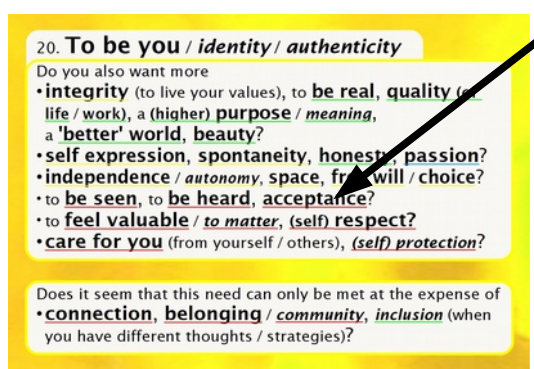 20. To be you / identity / authenticity
Do you also want more
• integrity (to live your values), to be real, quality (of
life / work), a (higher) purpose / meaning,
a 'better' world, beauty?
• self expression, spontaneity, honesty, passion?
• independence / autonomy, space, free will / choice?
• to be seen, to be heard, acceptance?
• to feel valuable / to matter, (self) respect?
• care for you (from yourself / others), (self) protection?
Does it seem that this need can only be met at the expense of
• connection, belonging / community, inclusion (when
you have different thoughts / strategies)?